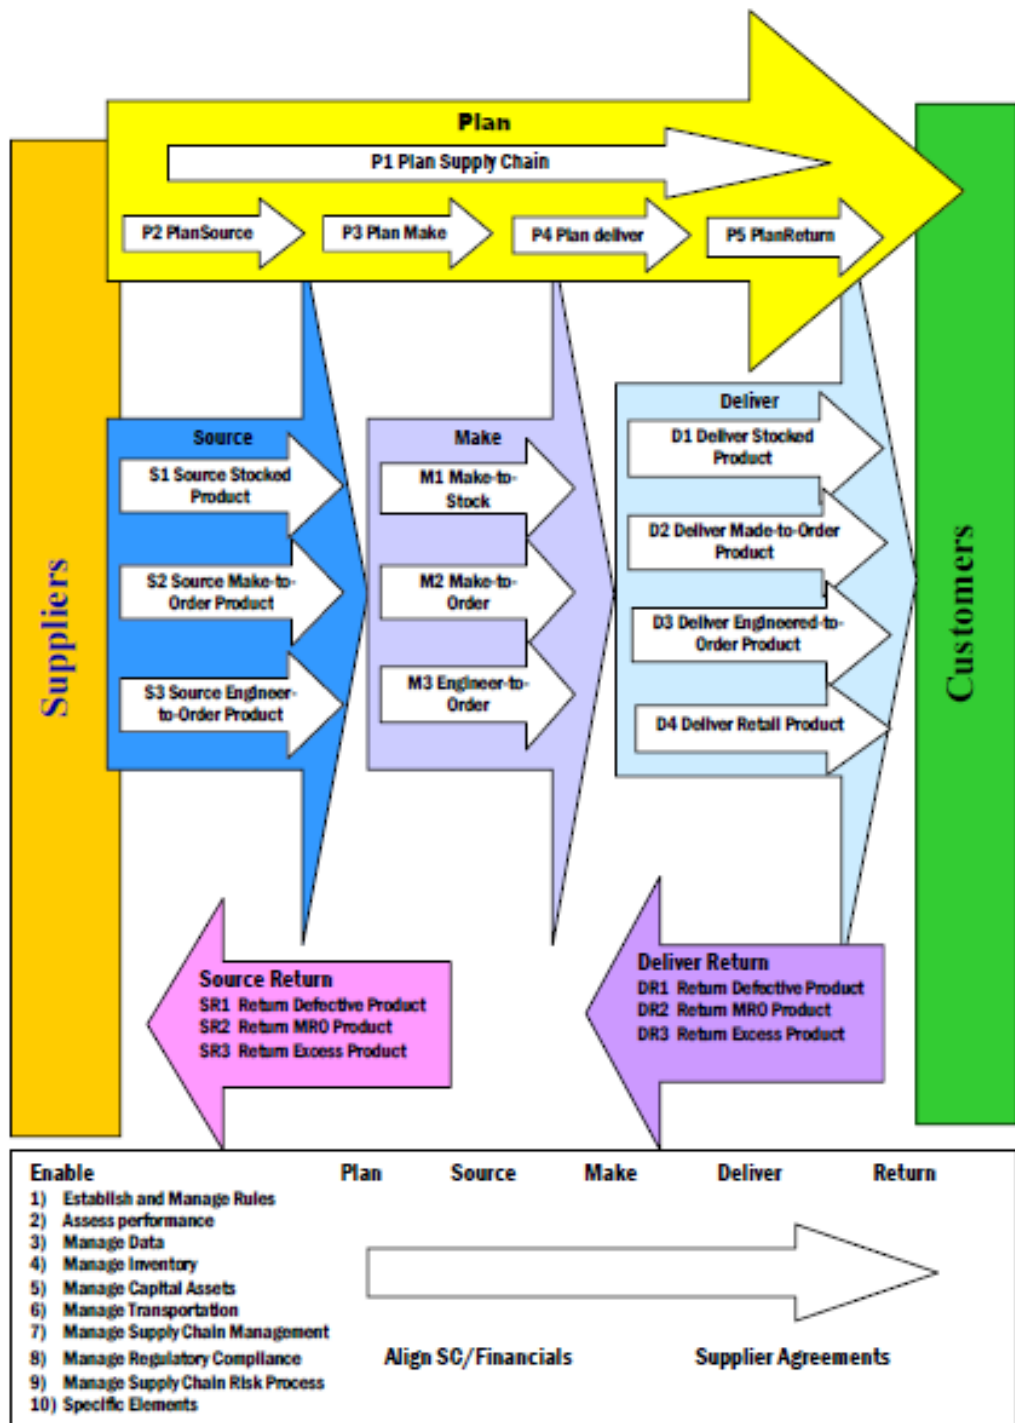 Plan
P1 Plan Supply Chain
P2 PlanSource
P3 Plan Make
P4 Plan deliver
P5 PlanReturn
Suppliers
Customers
Source
S1 Source Stocked
Product
S2 Source Make-to-
Order Product
S3 Source Engineer-
to-Order Product
Make
M1 Make-to-
Stock
M2 Make-to-
Order
M3 Engineer-to-
Order
Deliver
D1 Deliver Stocked
Product
D2 Deliver Made-to-Order
Product
D3 Deliver Engineered-to-
Order Product
D4 Deliver Retail Product
Source Return
SR1 Return Defective Product
SR2 Return MRO Product
SR3 Return Excess Product
Deliver Return
DR1 Return Defective Product
DR2 Return MRO Product
DR3 Return Excess Product
Enable Plan Source Make Deliver Return
1) Establish and Manage Rules
2) Assess performance
3) Manage Data
4) Manage Inventory
5) Manage Capital Assets
6) Manage Transportation
7) Manage Supply Chain Management
8) Manage Regulatory Compliance
9) Manage Supply Chain Risk Process
10) Specific Elements
Align SC/Financials Supplier Agreements